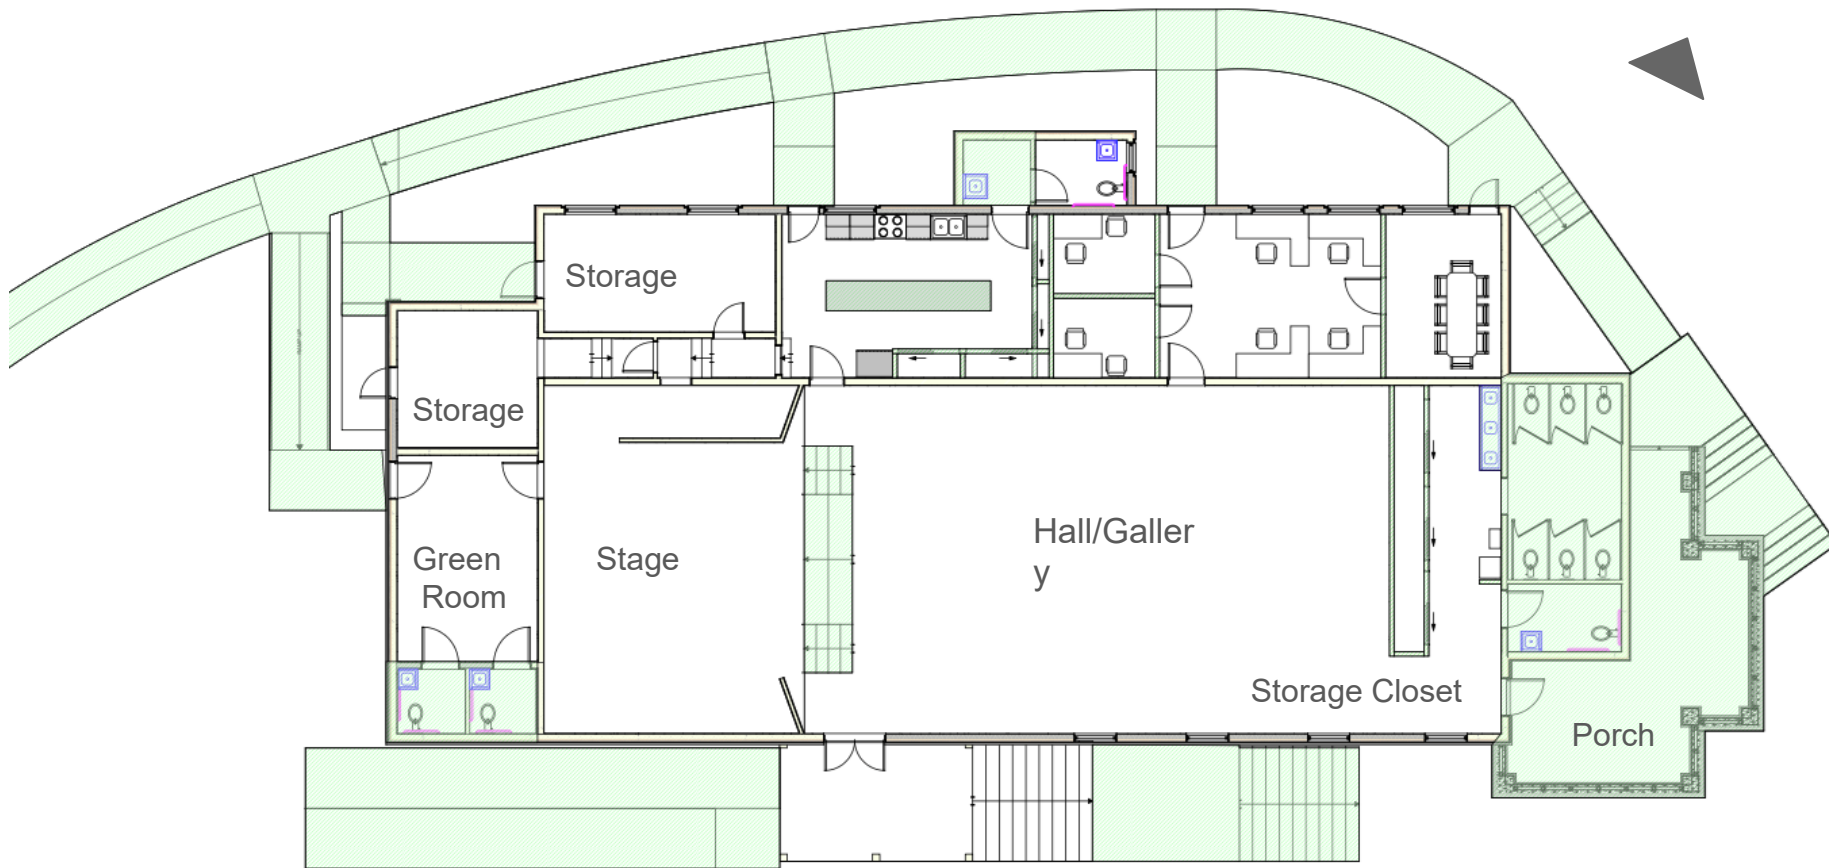 Storage
Storage
Hall/Galler
y
Green
Room
Stage
Storage Closet
Porch